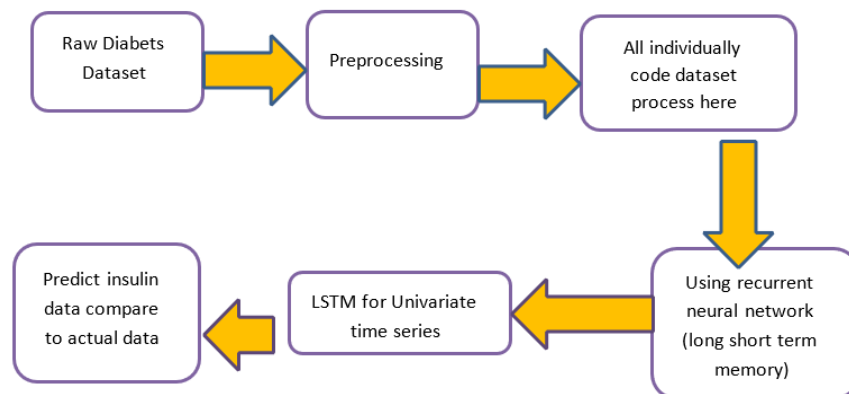 Raw Diabets
Dataset
Preprocessing
All individually
code dataset
process here
Using recurrent
neural network
(long short term
memory)
LSTM for Univariate
time series
Predict insulin
data compare
to actual data